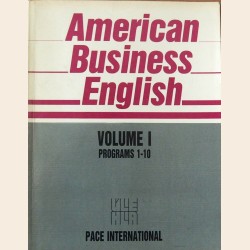 American
Business
English
VOLUME I
PROGRAMS 1-10
PACE INTERNATIONAL